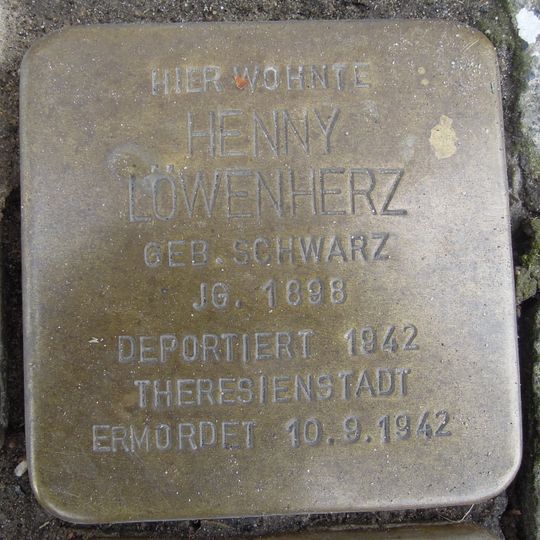 HIER WOHNTE
HENNY
LÖWENHERZ
GEB. SCHWARZ
JG. 1898
DEPORTIERT 1942
THERESIENSTADT
ERMORDET 10.9.1942